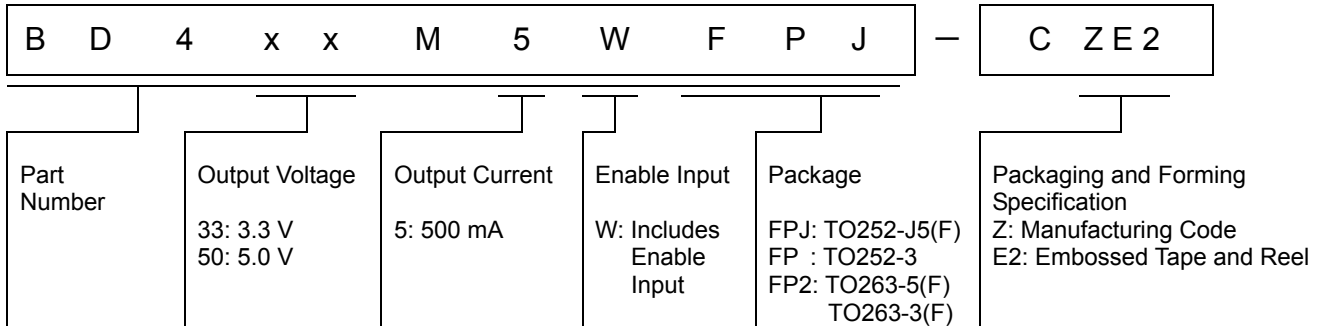 B D 4 x x M 5 W F P J – C Z E 2
Part
Number
Output Voltage
33: 3.3 V
50: 5.0 V
Output Current
5: 500 mA
Enable Input
W: Includes
Enable
Input
Package
FPJ: TO252-J5(F)
FP : TO252-3
FP2: TO263-5(F)
TO263-3(F)
Packaging and Forming
Specification
Z: Manufacturing Code
E2: Embossed Tape and Reel